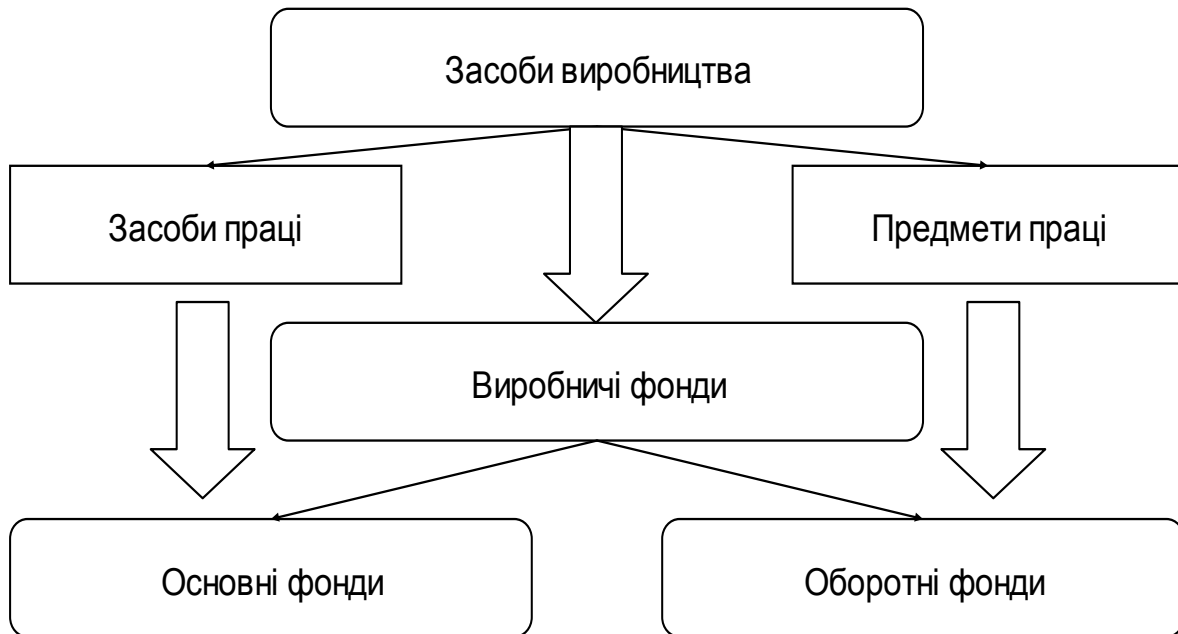 Засоби виробництва
Засоби праці
Предмети праці
Виробничі фонди
Основні фонди
Оборотні фонди